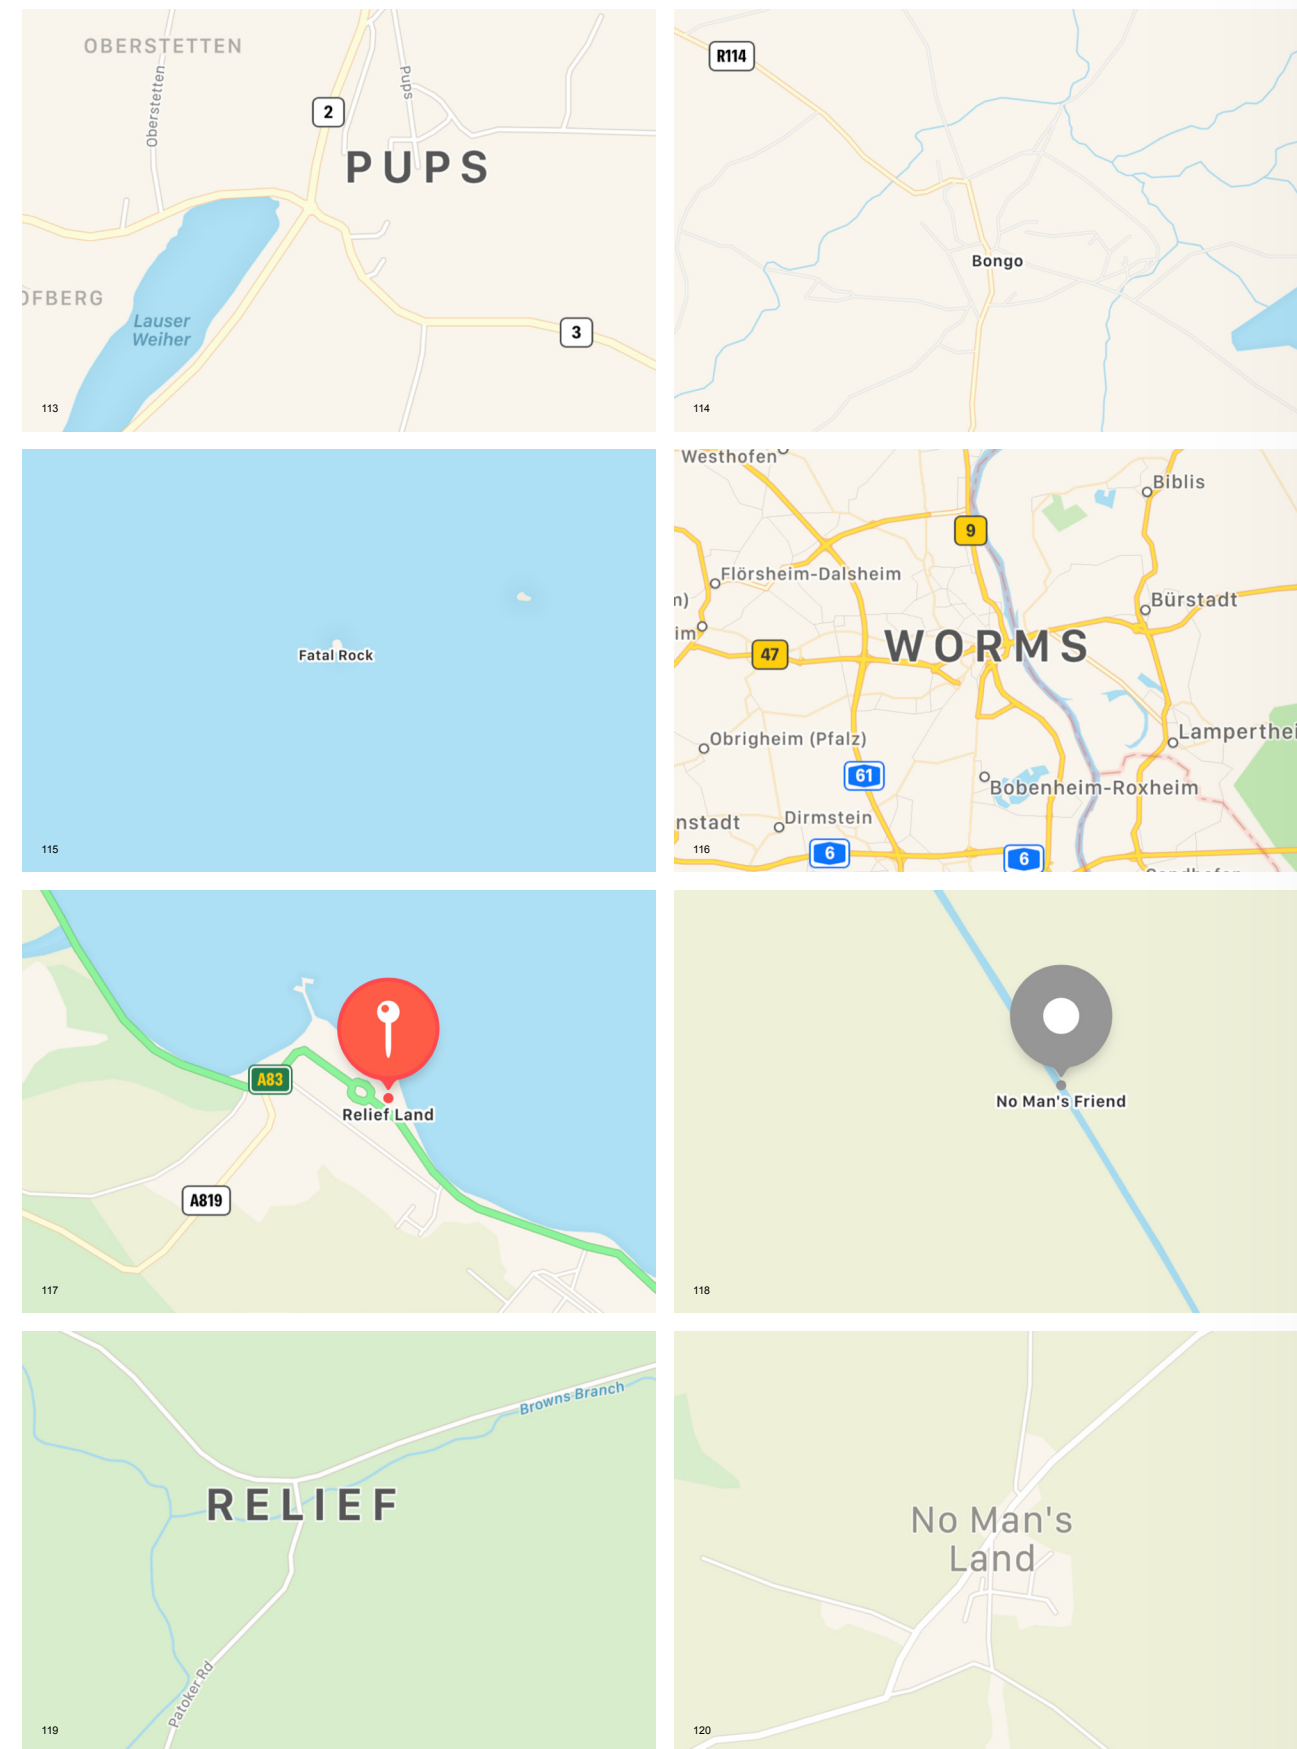 OBERSTETTEN
Oberstetten
Pups
2
PUPS
OFBERG
Lauser
Weiher
3
113
R114
Bongo
114
Fatal Rock
115
Westhofen
Biblis
9
Flörsheim-Dalsheim
m)
Bürstadt
im
47
WORMS
Obrigheim (Pfalz)
Lamperthei
61
Bobenheim-Roxheim
nstadt
Dirmstein
6
6
116
A83
Relief Land
A819
117
No Man's Friend
118
Browns Branch
RELIEF
Patoker Rd
119
No Man's
Land
120